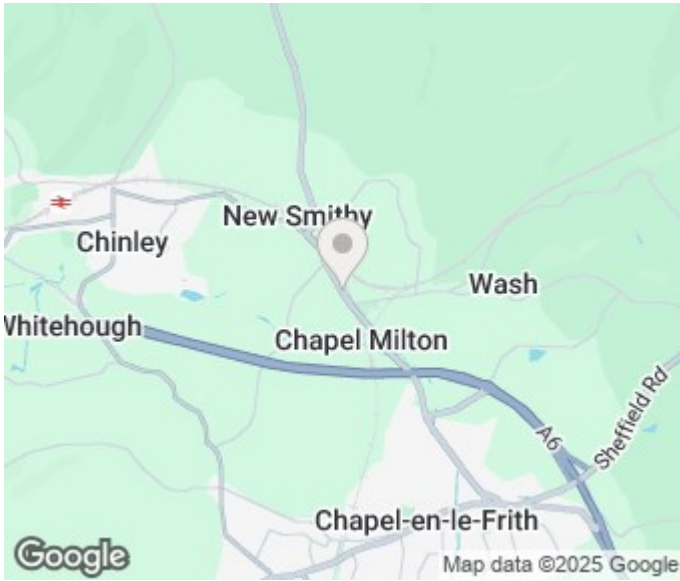 New Smithy
Chinley
Wash
Whitehough
Chapel Milton
Sheffield Rd
A6
Chapel-en-le-Frith
Google
Map data ©2025 Google